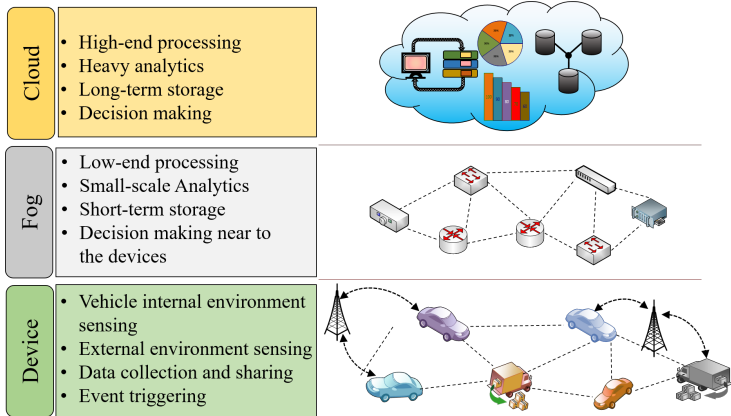 Cloud
• High-end processing
• Heavy analytics
• Long-term storage
• Decision making
Fog
• Low-end processing
• Small-scale Analytics
• Short-term storage
• Decision making near to
the devices
Device
• Vehicle internal environment
sensing
• External environment sensing
• Data collection and sharing
• Event triggering